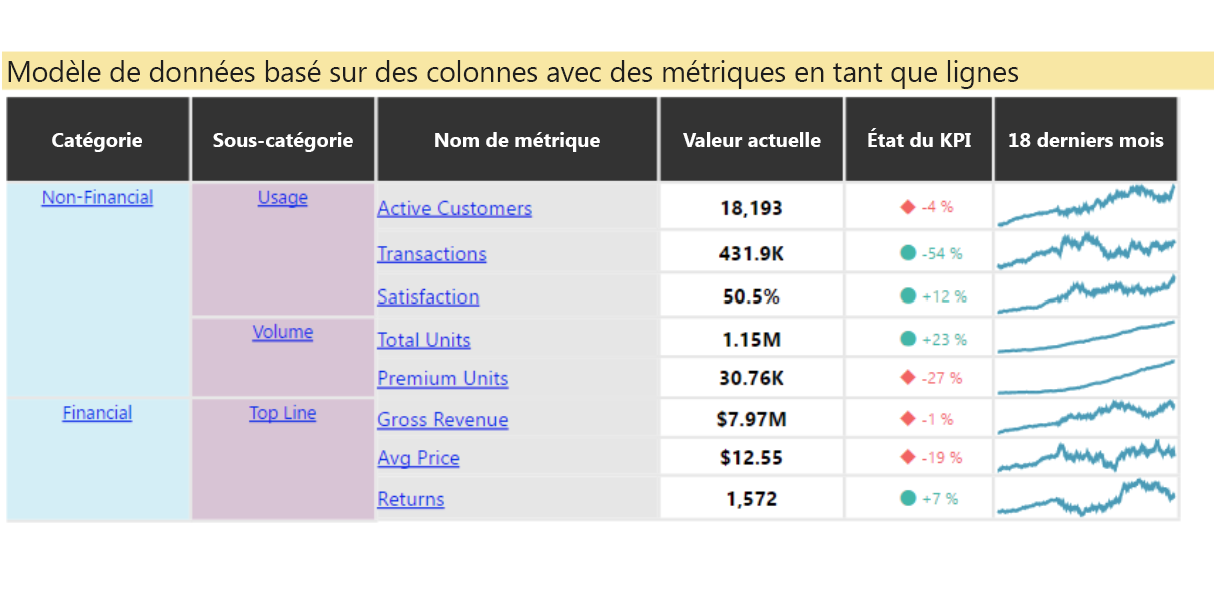 Modèle de données basé sur des colonnes avec des métriques en tant que lignes
Catégorie Sous-catégorie Nom de métrique Valeur actuelle État du KPI 18 derniers mois
Non-Financial Usage Active Customers 18,193 -4 %
Transactions 431.9K -54 %
Satisfaction 50.5% +12 %
Volume Total Units 1.15M +23 %
Premium Units 30.76K -27 %
Financial Top Line Gross Revenue $7.97M -1 %
Avg Price $12.55 -19 %
Returns 1,572 +7 %